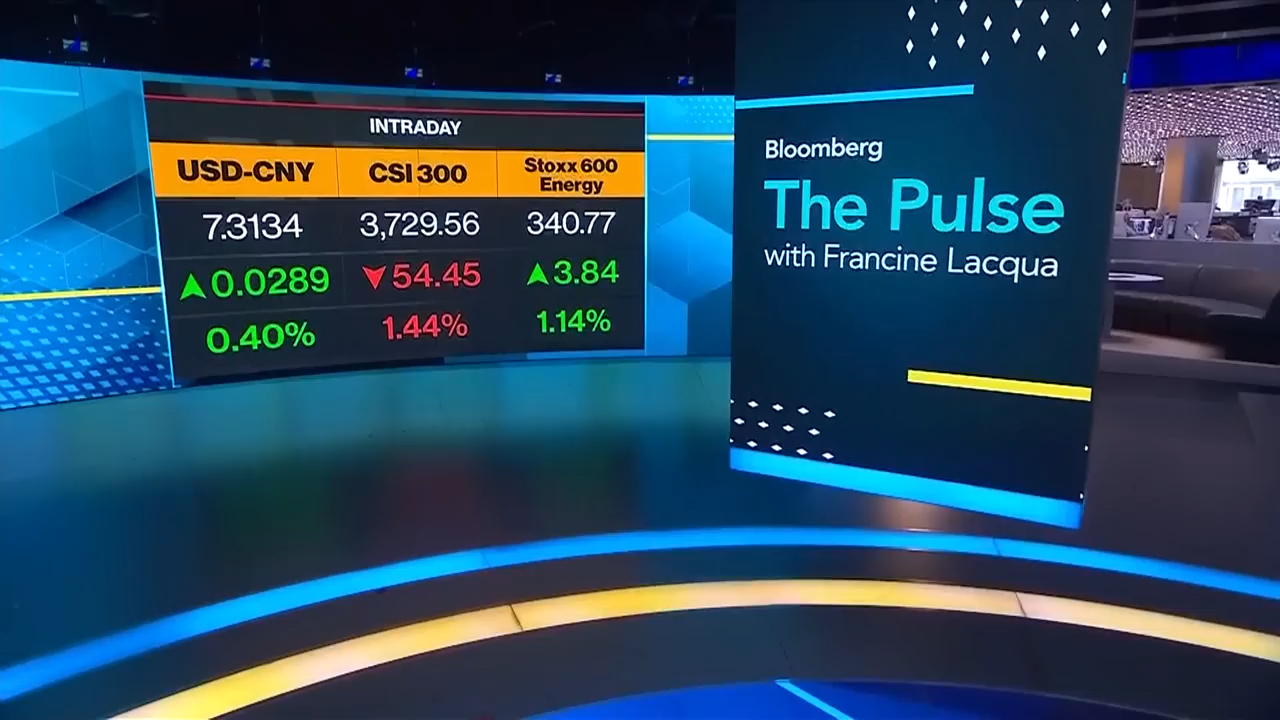 INTRADAY
USD-CNY CSI 300 Stoxx 600 Energy
7.3134 3,729.56 340.77
▲0.0289 ▼54.45 ▲3.84
0.40% 1.44% 1.14%
Bloomberg
The Pulse
with Francine Lacqua